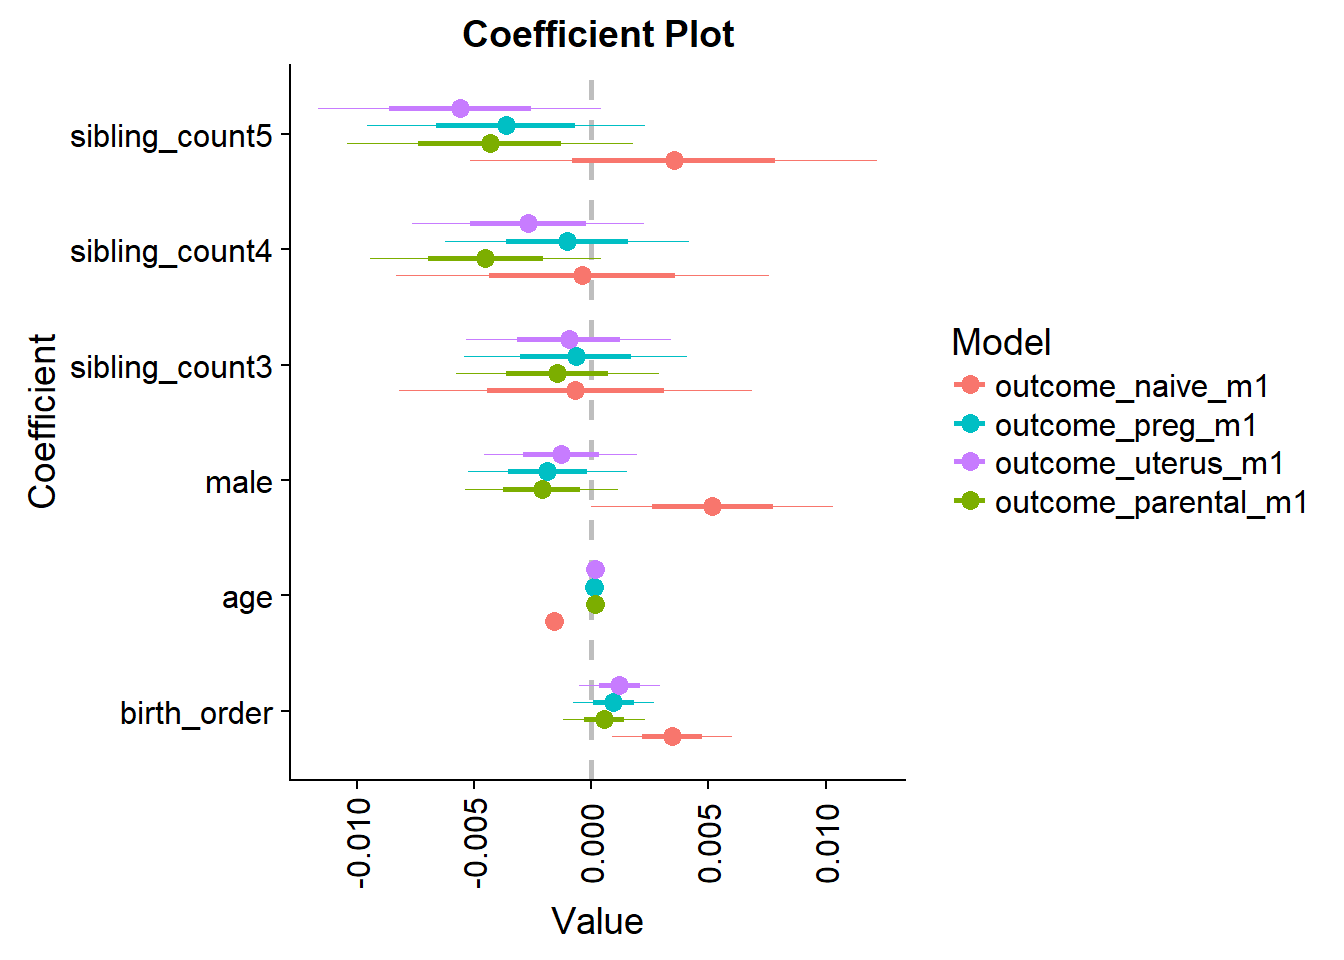 Coefficient Plot
sibling_count5
sibling_count4
sibling_count3
male
age
birth_order
Coefficient
-0.010
-0.005
0.000
0.005
0.010
Value
Model
outcome_naive_m1
outcome_preg_m1
outcome_uterus_m1
outcome_parental_m1